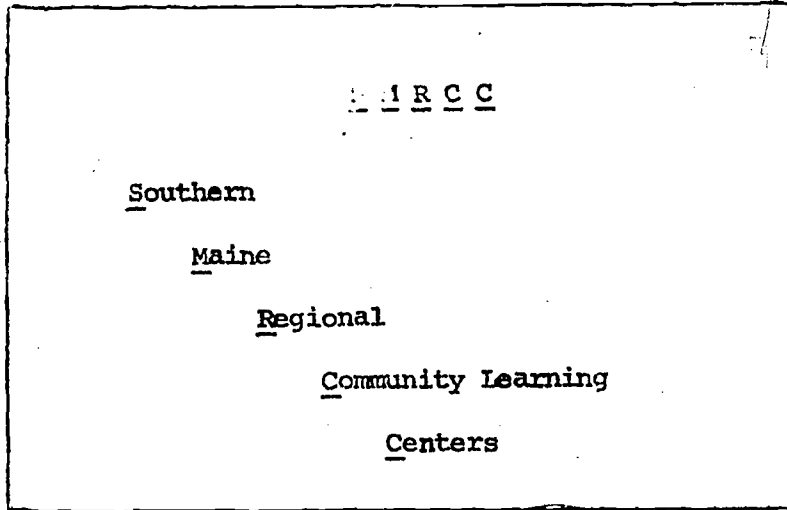 M R C C
Southern
Maine
Regional
Community Learning
Centers